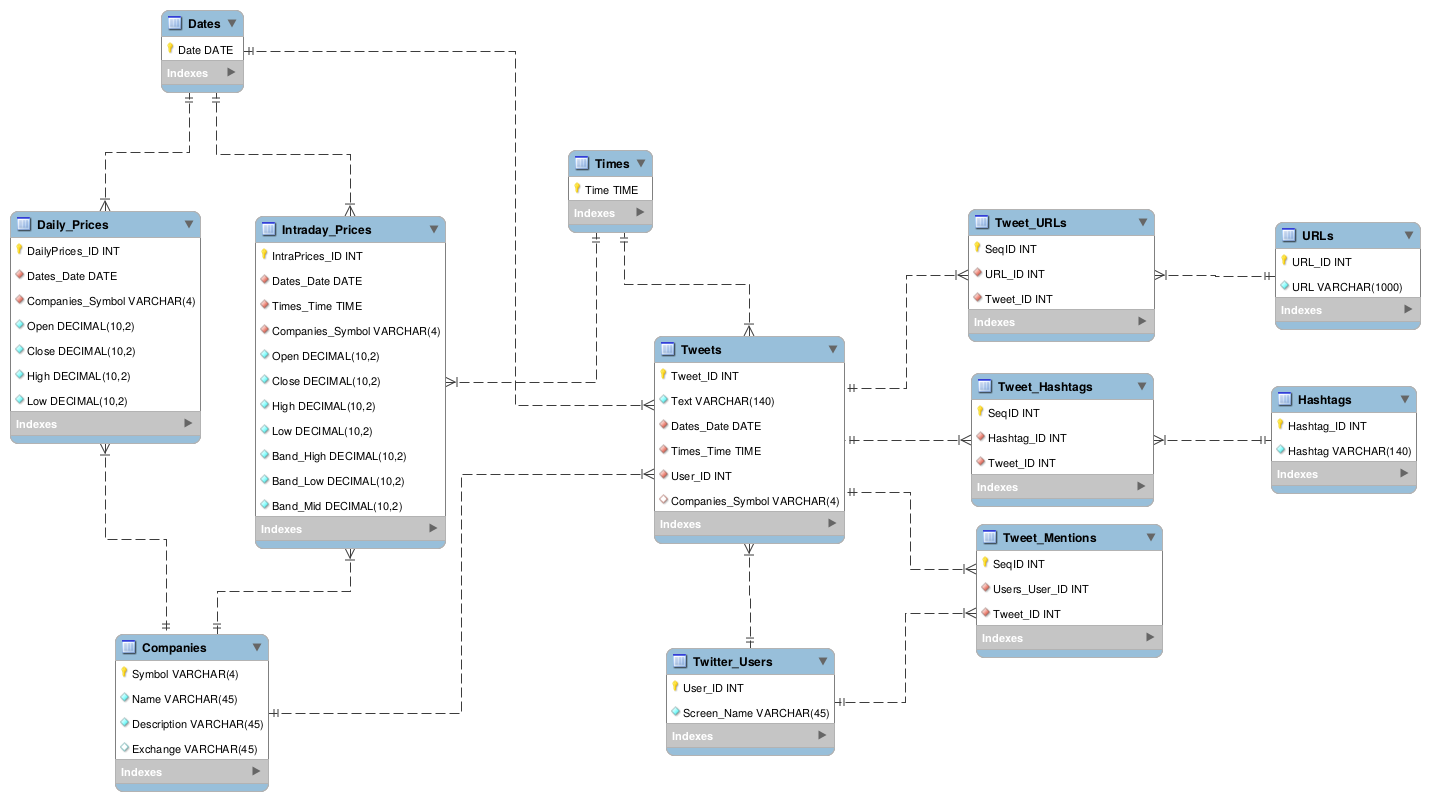 Dates
Date DATE
Indexes
Times
Time TIME
Indexes
Daily_Prices
DailyPrices_ID INT
Dates_Date DATE
Companies_Symbol VARCHAR(4)
Open DECIMAL(10,2)
Close DECIMAL(10,2)
High DECIMAL(10,2)
Low DECIMAL(10,2)
Indexes
Intraday_Prices
IntraPrices_ID INT
Dates_Date DATE
Times_Time TIME
Companies_Symbol VARCHAR(4)
Open DECIMAL(10,2)
Close DECIMAL(10,2)
High DECIMAL(10,2)
Low DECIMAL(10,2)
Band_High DECIMAL(10,2)
Band_Low DECIMAL(10,2)
Band_Mid DECIMAL(10,2)
Indexes
Tweet_URLs
SeqID INT
URL_ID INT
Tweet_ID INT
Indexes
URLs
URL_ID INT
URL VARCHAR(1000)
Indexes
Tweets
Tweet_ID INT
Text VARCHAR(140)
Dates_Date DATE
Times_Time TIME
User_ID INT
Companies_Symbol VARCHAR(4)
Indexes
Tweet_Hashtags
SeqID INT
Hashtag_ID INT
Tweet_ID INT
Indexes
Hashtags
Hashtag_ID INT
Hashtag VARCHAR(140)
Indexes
Tweet_Mentions
SeqID INT
Users_User_ID INT
Tweet_ID INT
Indexes
Companies
Symbol VARCHAR(4)
Name VARCHAR(45)
Description VARCHAR(45)
Exchange VARCHAR(45)
Indexes
Twitter_Users
User_ID INT
Screen_Name VARCHAR(45)
Indexes